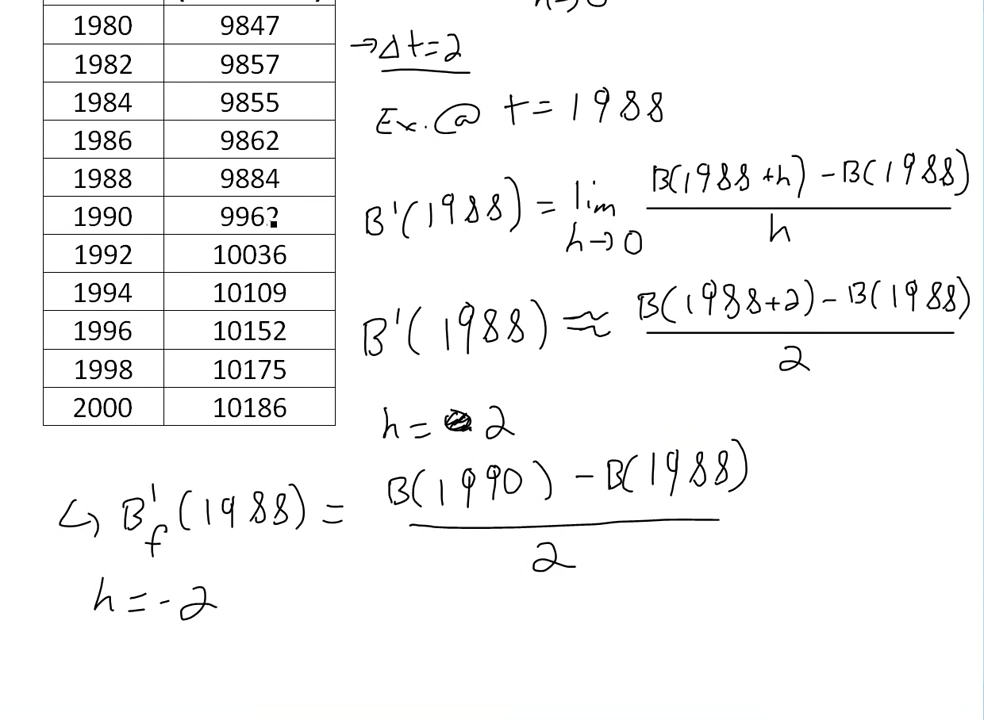 1980 9847
1982 9857
1984 9855
1986 9862
1988 9884
1990 996?
1992 10036
1994 10109
1996 10152
1998 10175
2000 10186
→ Δt=2
Ex. @ t = 1988
B'(1988) = lim h→0 B(1988+h) - B(1988) / h
B'(1988) ≈ B(1988+2) - B(1988) / 2
h = 2
↳ B'f (1988) = B(1990) - B(1988) / 2
h = -2